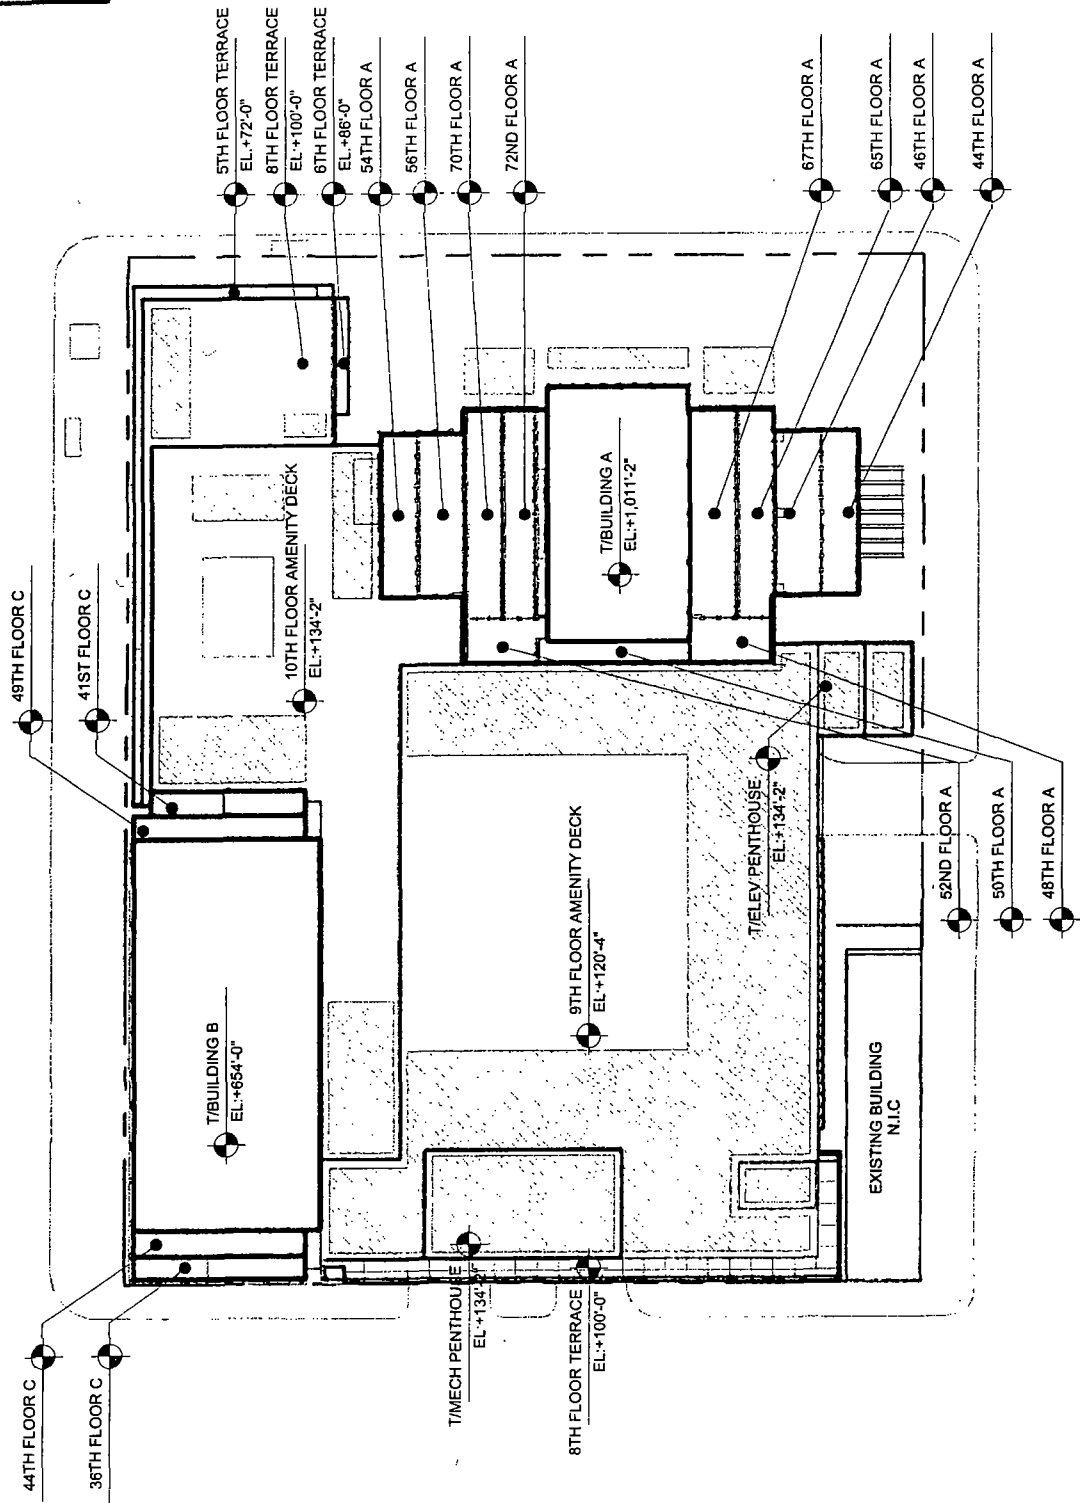 5TH FLOOR TERRACE
EL.+72'-0"
8TH FLOOR TERRACE
EL:+100'-0"
6TH FLOOR TERRACE
EL.+86'-0"
54TH FLOOR A
56TH FLOOR A
70TH FLOOR A
72ND FLOOR A
67TH FLOOR A
65TH FLOOR A
46TH FLOOR A
44TH FLOOR A
49TH FLOOR C
41ST FLOOR C
10TH FLOOR AMENITY DECK
EL:+134'-2"
T/BUILDING A
EL:+1,011'-2"
T/BUILDING B
EL:+654'-0"
9TH FLOOR AMENITY DECK
EL:+120'-4"
T/ELEV PENTHOUSE
EL:+134'-2"
52ND FLOOR A
50TH FLOOR A
48TH FLOOR A
EXISTING BUILDING
N.I.C
44TH FLOOR C
36TH FLOOR C
T/MECH PENTHOUSE
EL:+134'-2"
8TH FLOOR TERRACE
EL:+100'-0"